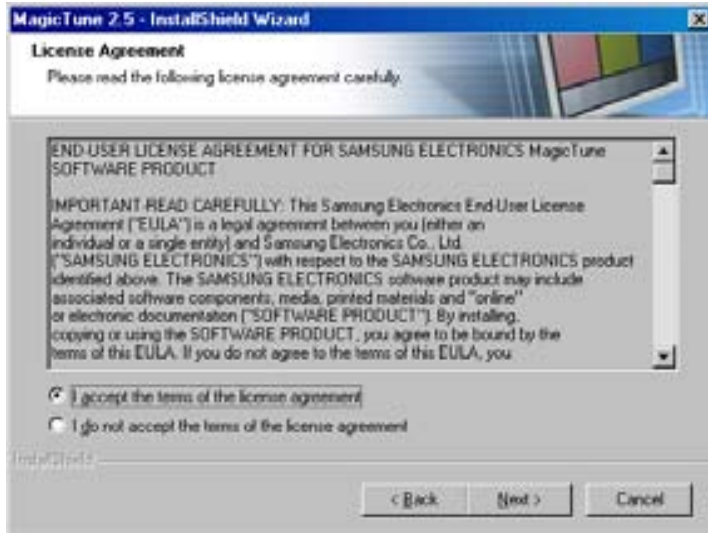 MagicTune 2.5 - InstallShield Wizard
License Agreement
Please read the following license agreement carefully.
END-USER LICENSE AGREEMENT FOR SAMSUNG ELECTRONICS MagicTune
SOFTWARE PRODUCT
IMPORTANT-READ CAREFULLY: This Samsung Electronics End-User License
Agreement ("EULA") is a legal agreement between you (either an
individual or a single entity) and Samsung Electronics Co., Ltd.
("SAMSUNG ELECTRONICS") with respect to the SAMSUNG ELECTRONICS product
identified above. The SAMSUNG ELECTRONICS software product may include
associated software components, media, printed materials and "online"
or electronic documentation ("SOFTWARE PRODUCT"). By installing,
copying or using the SOFTWARE PRODUCT, you agree to be bound by the
terms of this EULA. If you do not agree to the terms of this EULA, you
I accept the terms of the license agreement
I do not accept the terms of the license agreement
InstallShield
< Back
Next >
Cancel